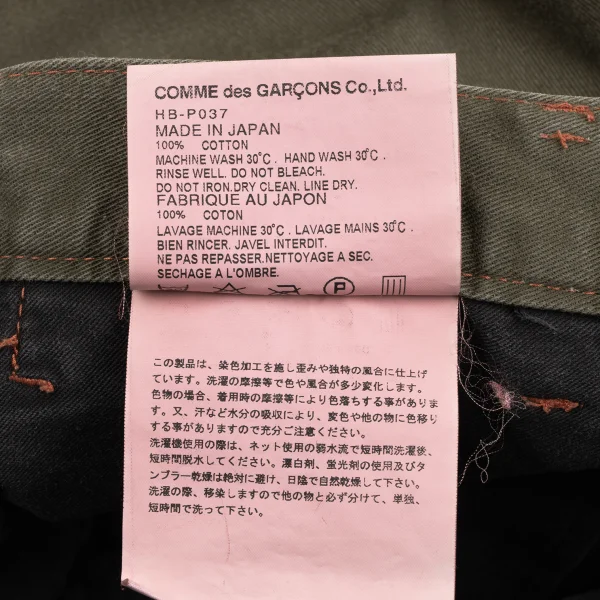 COMME des GARÇONS Co.,Ltd.
HB-P037
MADE IN JAPAN
100% COTTON
MACHINE WASH 30℃ . HAND WASH 30℃ .
RINSE WELL. DO NOT BLEACH.
DO NOT IRON.DRY CLEAN. LINE DRY.
FABRIQUE AU JAPON
100% COTON
LAVAGE MACHINE 30℃ . LAVAGE MAINS 30℃ .
BIEN RINCER. JAVEL INTERDIT.
NE PAS REPASSER.NETTOYAGE A SEC.
SECHAGE A L'OMBRE.
P
この製品は、染色加工を施し歪みや独特の風合に仕上げ
ています。洗濯の摩擦等で色や風合が多少変化します。
色物の場合、着用時の摩擦等により色落ちする事がありま
す。又、汗など水分の吸収により、変色や他の物に色移り
する事がありますので充分ご注意ください。
洗濯機使用の際は、ネット使用の弱水流で短時間洗濯後、
短時間脱水してください。漂白剤、蛍光剤の使用及びタ
ンブラー乾燥は絶対に避け、日陰で自然乾燥してください。
洗濯の際、移染しますので他の物と必ず分けて、単独、
短時間で洗って下さい。